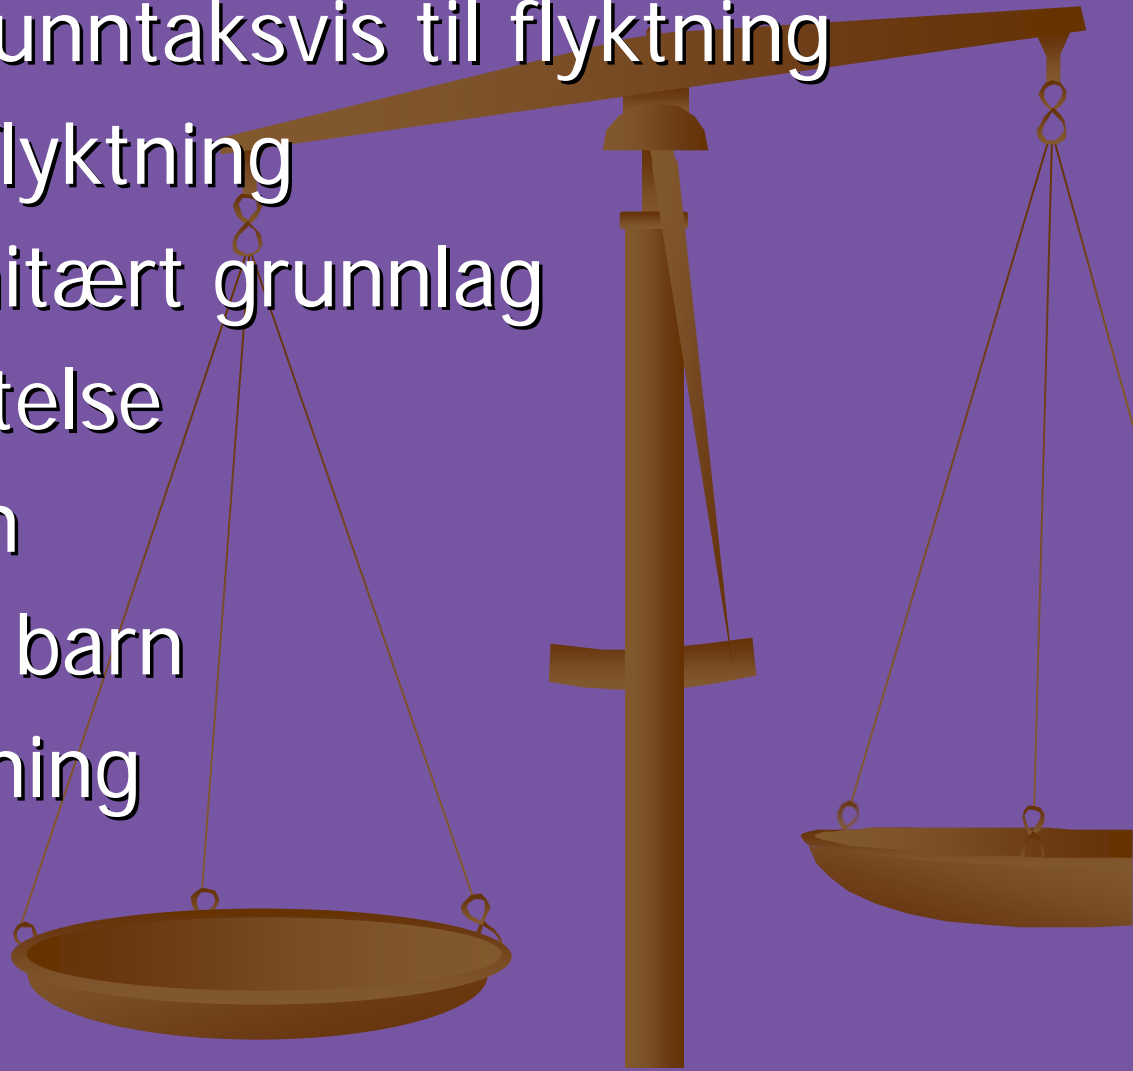 unntaksvis til flyktning
lyktning
itært grunnlag
telse
n
barn
ning